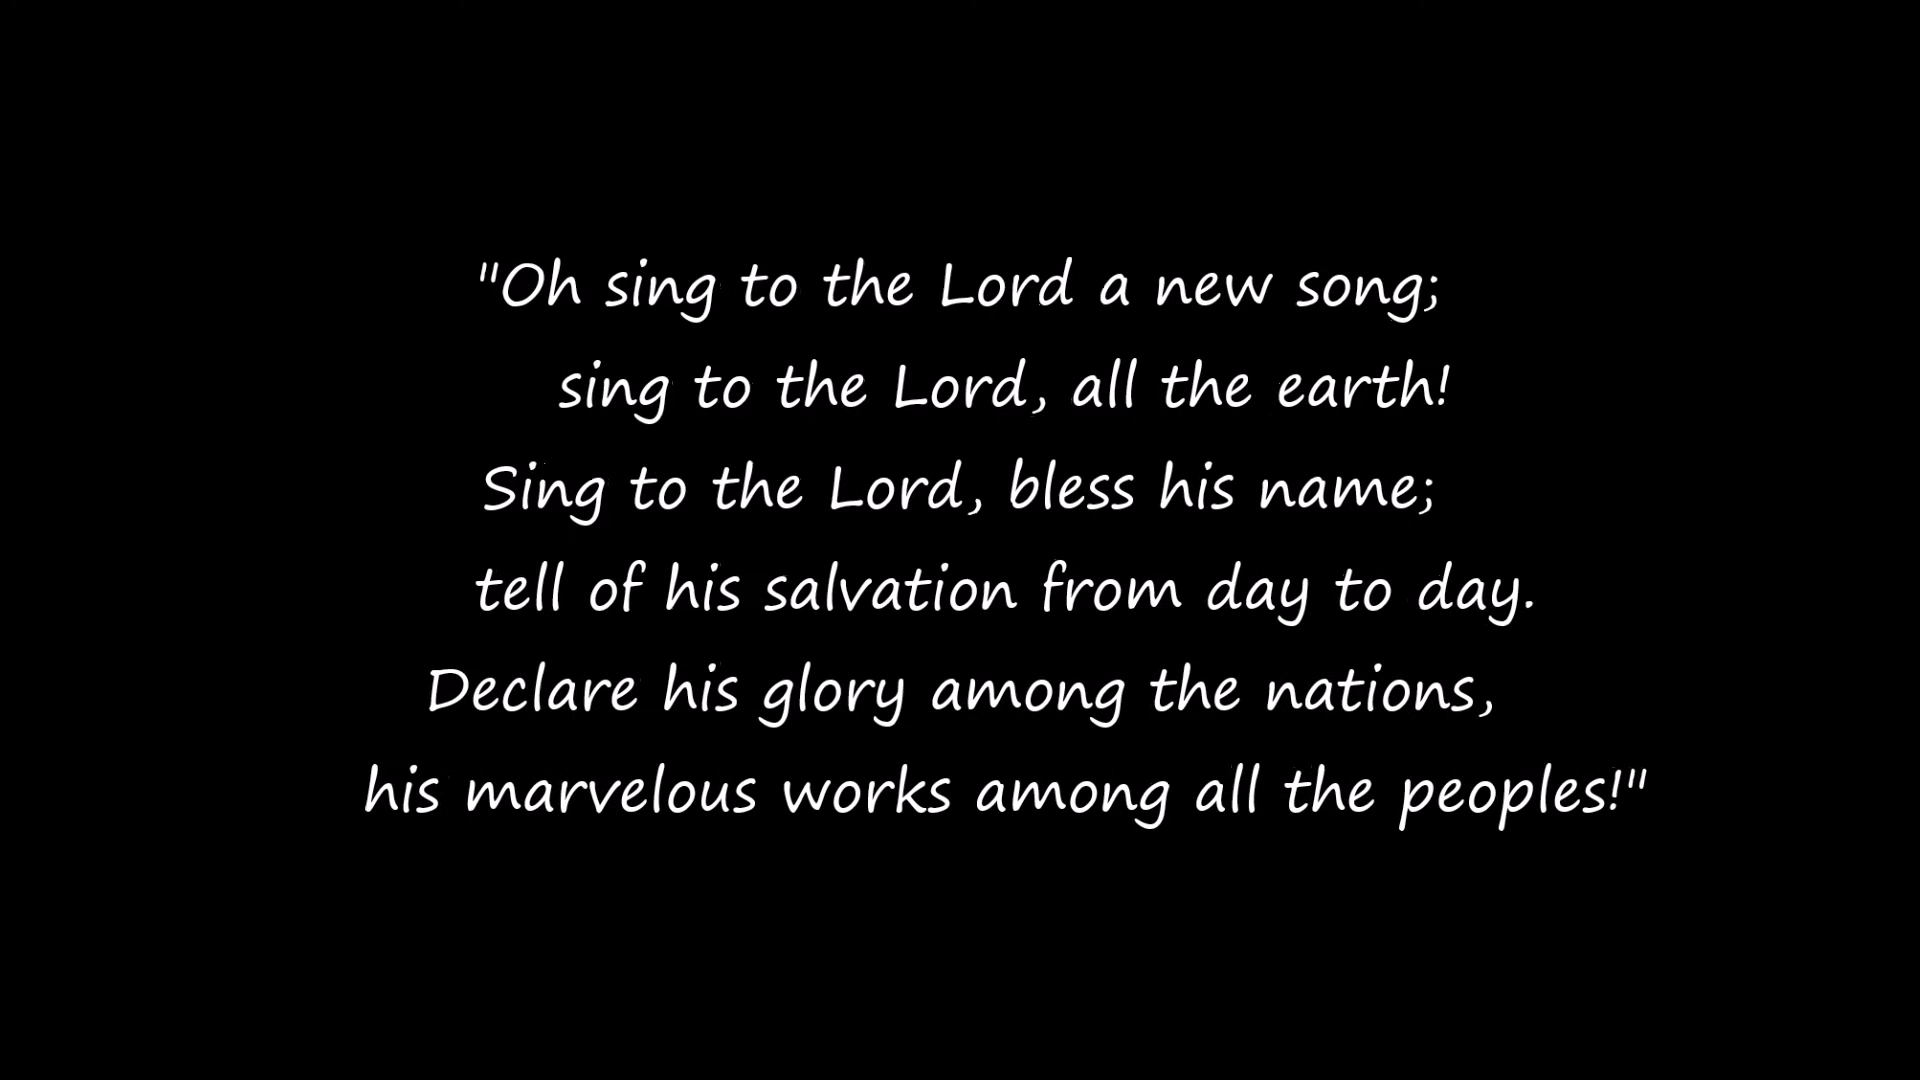 "Oh sing to the Lord a new song;
sing to the Lord, all the earth!
Sing to the Lord, bless his name;
tell of his salvation from day to day.
Declare his glory among the nations,
his marvelous works among all the peoples!"